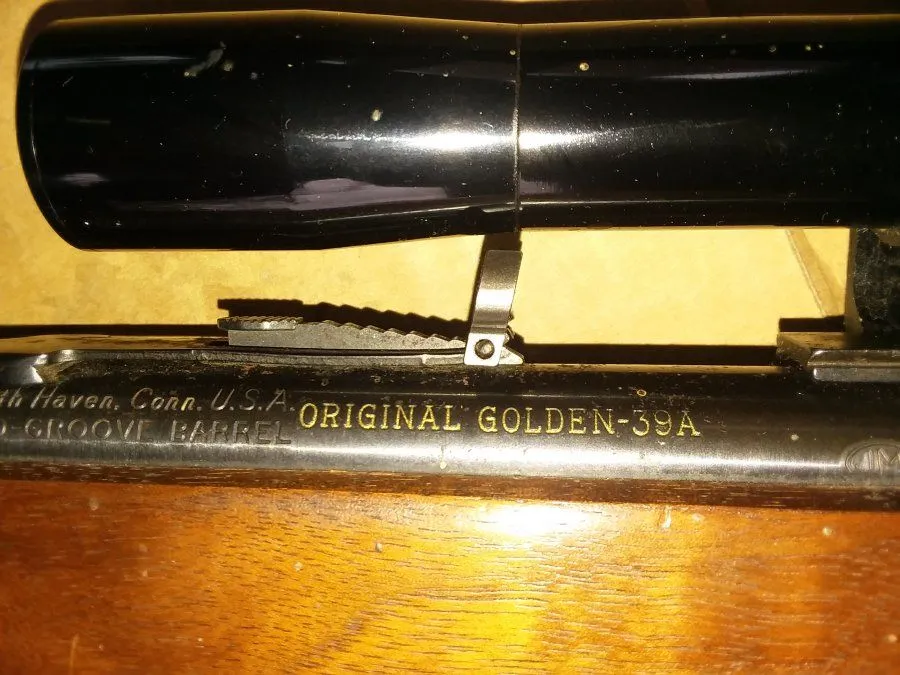 Haven, Conn. U.S.A.
GROOVE BARREL
ORIGINAL GOLDEN-39A